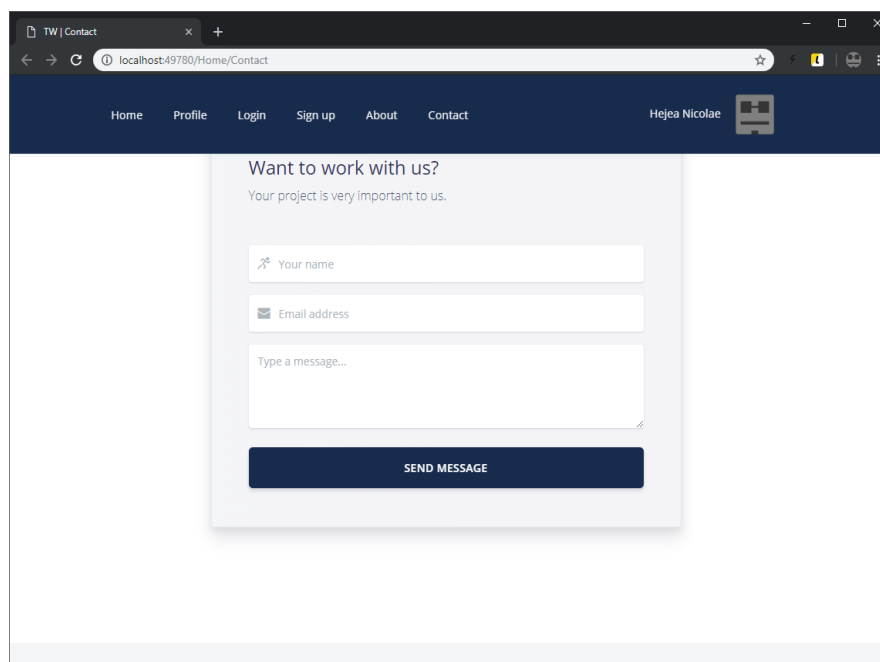 TW | Contact
localhost:49780/Home/Contact
Home Profile Login Sign up About Contact Hejea Nicolae
Want to work with us?
Your project is very important to us.
Your name
Email address
Type a message...
SEND MESSAGE